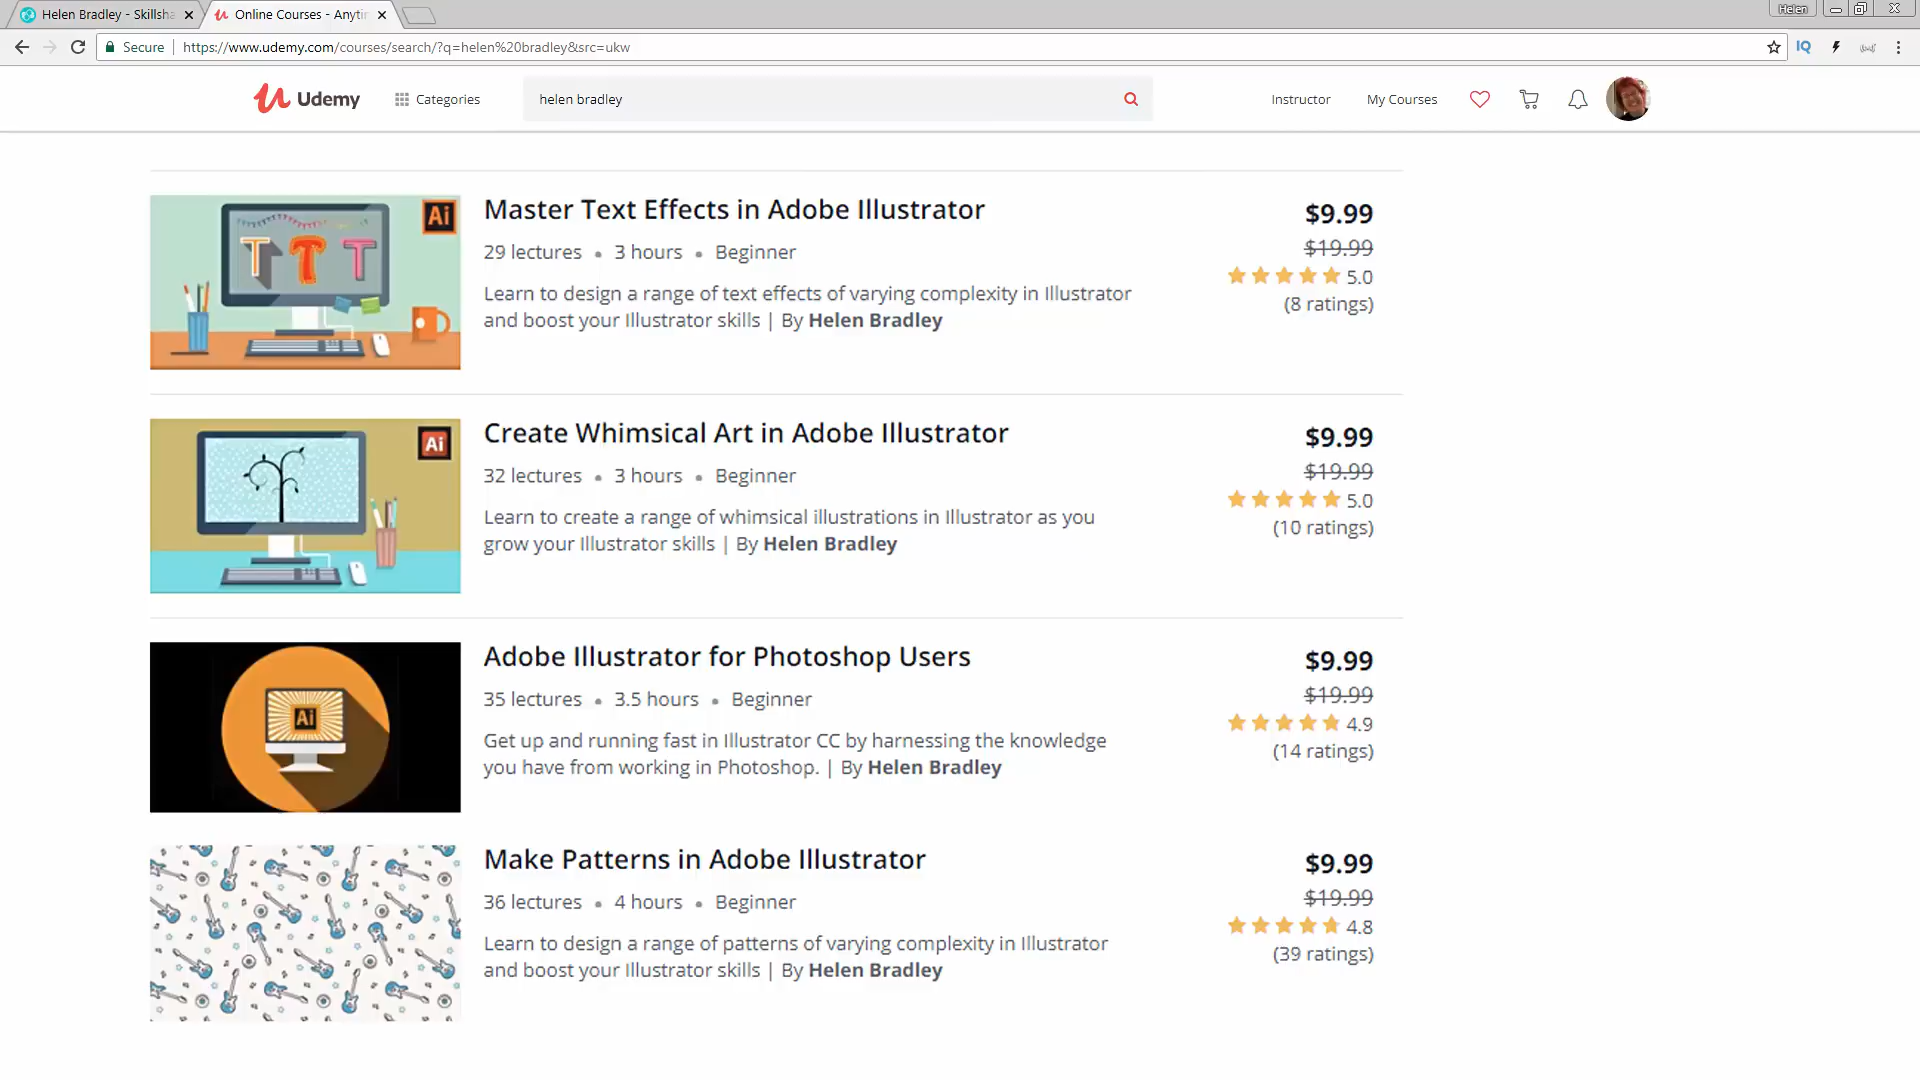 Helen Bradley - Skillsha
Online Courses - Anytin
Helen
Secure
https://www.udemy.com/courses/search/?q=helen%20bradley&src=ukw
IQ
Udemy
Categories
helen bradley
Instructor
My Courses
Ai
T T T
Master Text Effects in Adobe Illustrator
29 lectures • 3 hours • Beginner
Learn to design a range of text effects of varying complexity in Illustrator
and boost your Illustrator skills | By Helen Bradley
$9.99
$19.99
5.0
(8 ratings)
Ai
Create Whimsical Art in Adobe Illustrator
32 lectures • 3 hours • Beginner
Learn to create a range of whimsical illustrations in Illustrator as you
grow your Illustrator skills | By Helen Bradley
$9.99
$19.99
5.0
(10 ratings)
Ai
Adobe Illustrator for Photoshop Users
35 lectures • 3.5 hours • Beginner
Get up and running fast in Illustrator CC by harnessing the knowledge
you have from working in Photoshop. | By Helen Bradley
$9.99
$19.99
4.9
(14 ratings)
Make Patterns in Adobe Illustrator
36 lectures • 4 hours • Beginner
Learn to design a range of patterns of varying complexity in Illustrator
and boost your Illustrator skills | By Helen Bradley
$9.99
$19.99
4.8
(39 ratings)